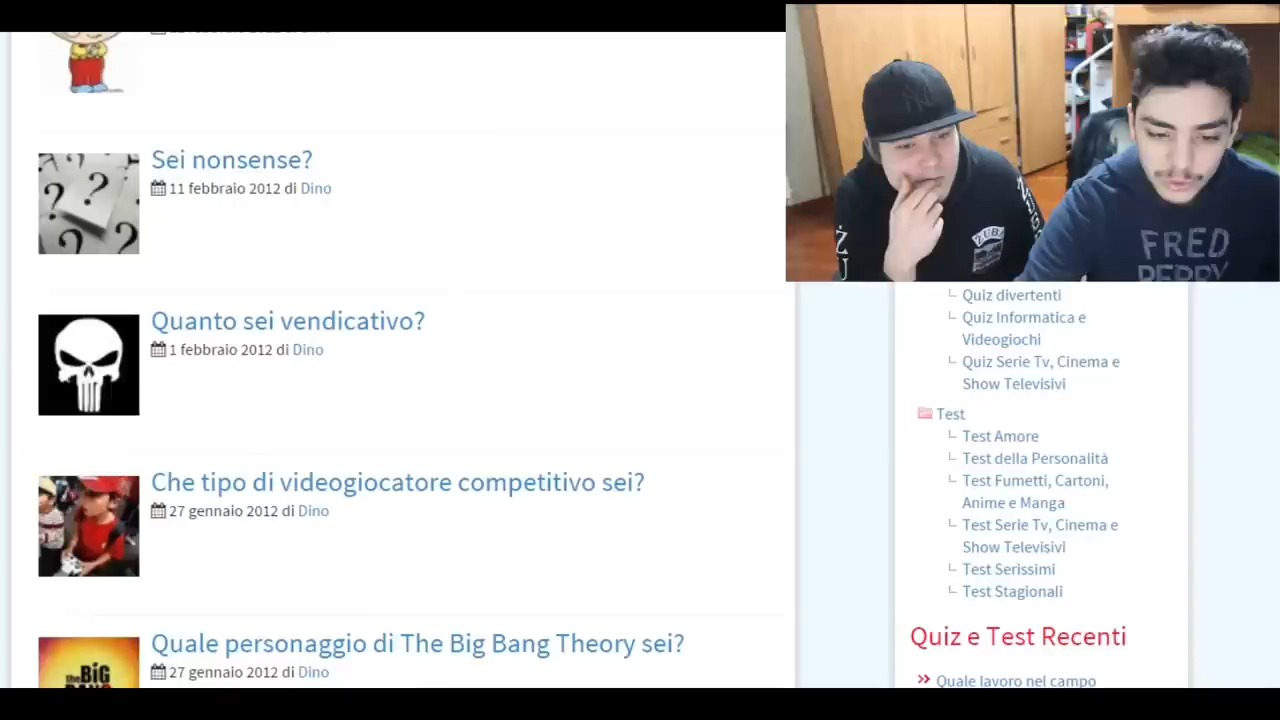 Sei nonsense?
11 febbraio 2012 di Dino
Quanto sei vendicativo?
1 febbraio 2012 di Dino
Che tipo di videogiocatore competitivo sei?
27 gennaio 2012 di Dino
Quale personaggio di The Big Bang Theory sei?
27 gennaio 2012 di Dino
the BiG
FRED
PERRY
Quiz divertenti
Quiz Informatica e
Videogiochi
Quiz Serie Tv, Cinema e
Show Televisivi
Test
Test Amore
Test della Personalità
Test Fumetti, Cartoni,
Anime e Manga
Test Serie Tv, Cinema e
Show Televisivi
Test Serissimi
Test Stagionali
Quiz e Test Recenti
Quale lavoro nel campo